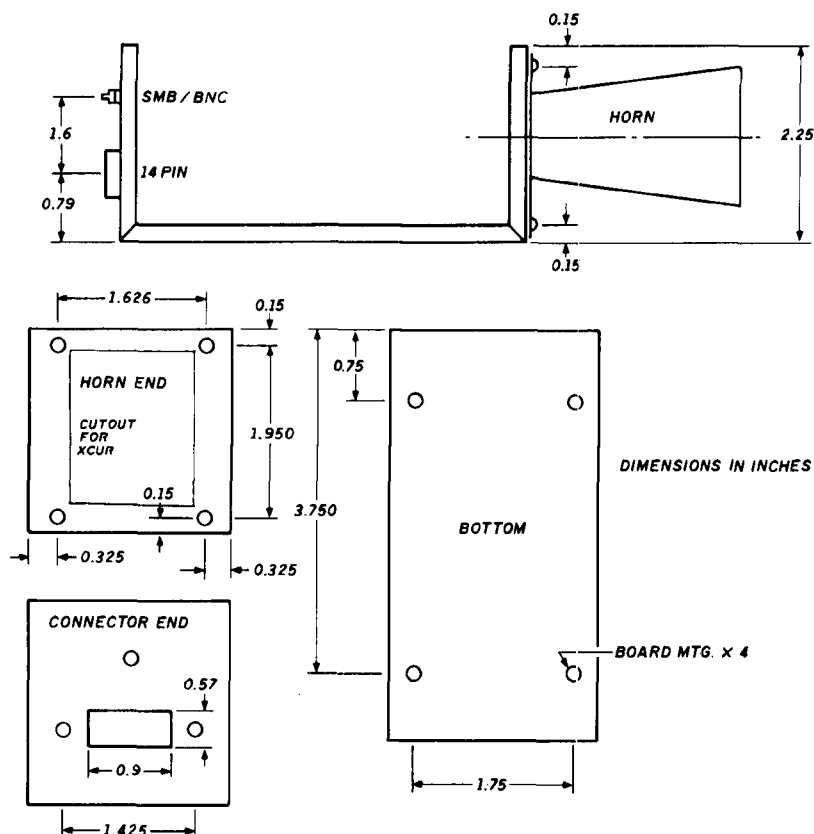 0.15
SMB / BNC
1.6
HORN
2.25
14 PIN
0.79
0.15
1.626
0.15
0.75
HORN END
CUTOUT
FOR
XCUR
1.950
DIMENSIONS IN INCHES
0.15
3.750
BOTTOM
0.325
0.325
CONNECTOR END
BOARD MTG. X 4
0.57
0.9
1.75
1.425